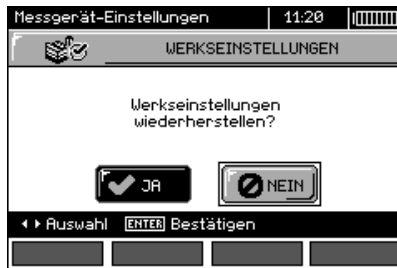 Messgerät-Einstellungen 11:20
WERKSEINSTELLUNGEN
Werkseinstellungen
wiederherstellen?
JA NEIN
Auswahl ENTER Bestätigen